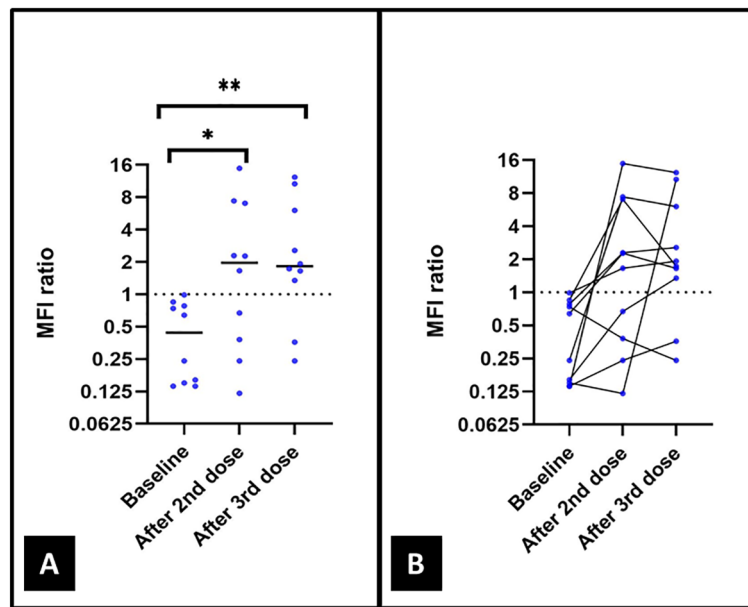 **
*
MFI ratio
16
8
4
2
1
0.5
0.25
0.125
0.0625
Baseline
After 2nd dose
After 3rd dose
A
MFI ratio
16
8
4
2
1
0.5
0.25
0.125
0.0625
Baseline
After 2nd dose
After 3rd dose
B